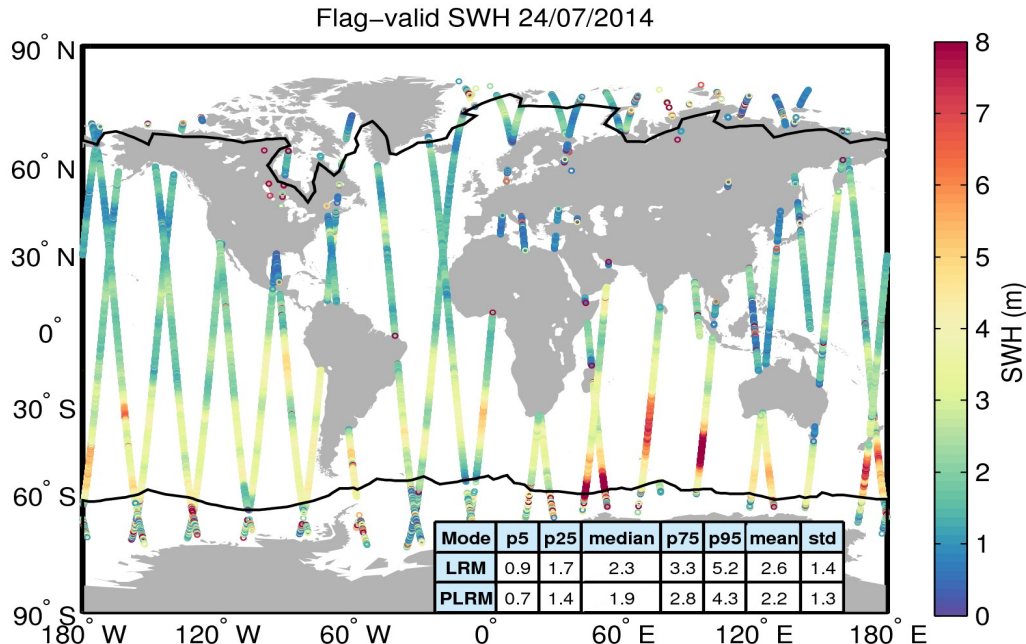 Flag–valid SWH 24/07/2014
90° N
60° N
30° N
0°
30° S
60° S
90° S
180° W
120° W
60° W
0°
60° E
120° E
180° E
8
7
6
5
4
3
2
1
0
SWH (m)
Mode p5 p25 median p75 p95 mean std
LRM 0.9 1.7 2.3 3.3 5.2 2.6 1.4
PLRM 0.7 1.4 1.9 2.8 4.3 2.2 1.3